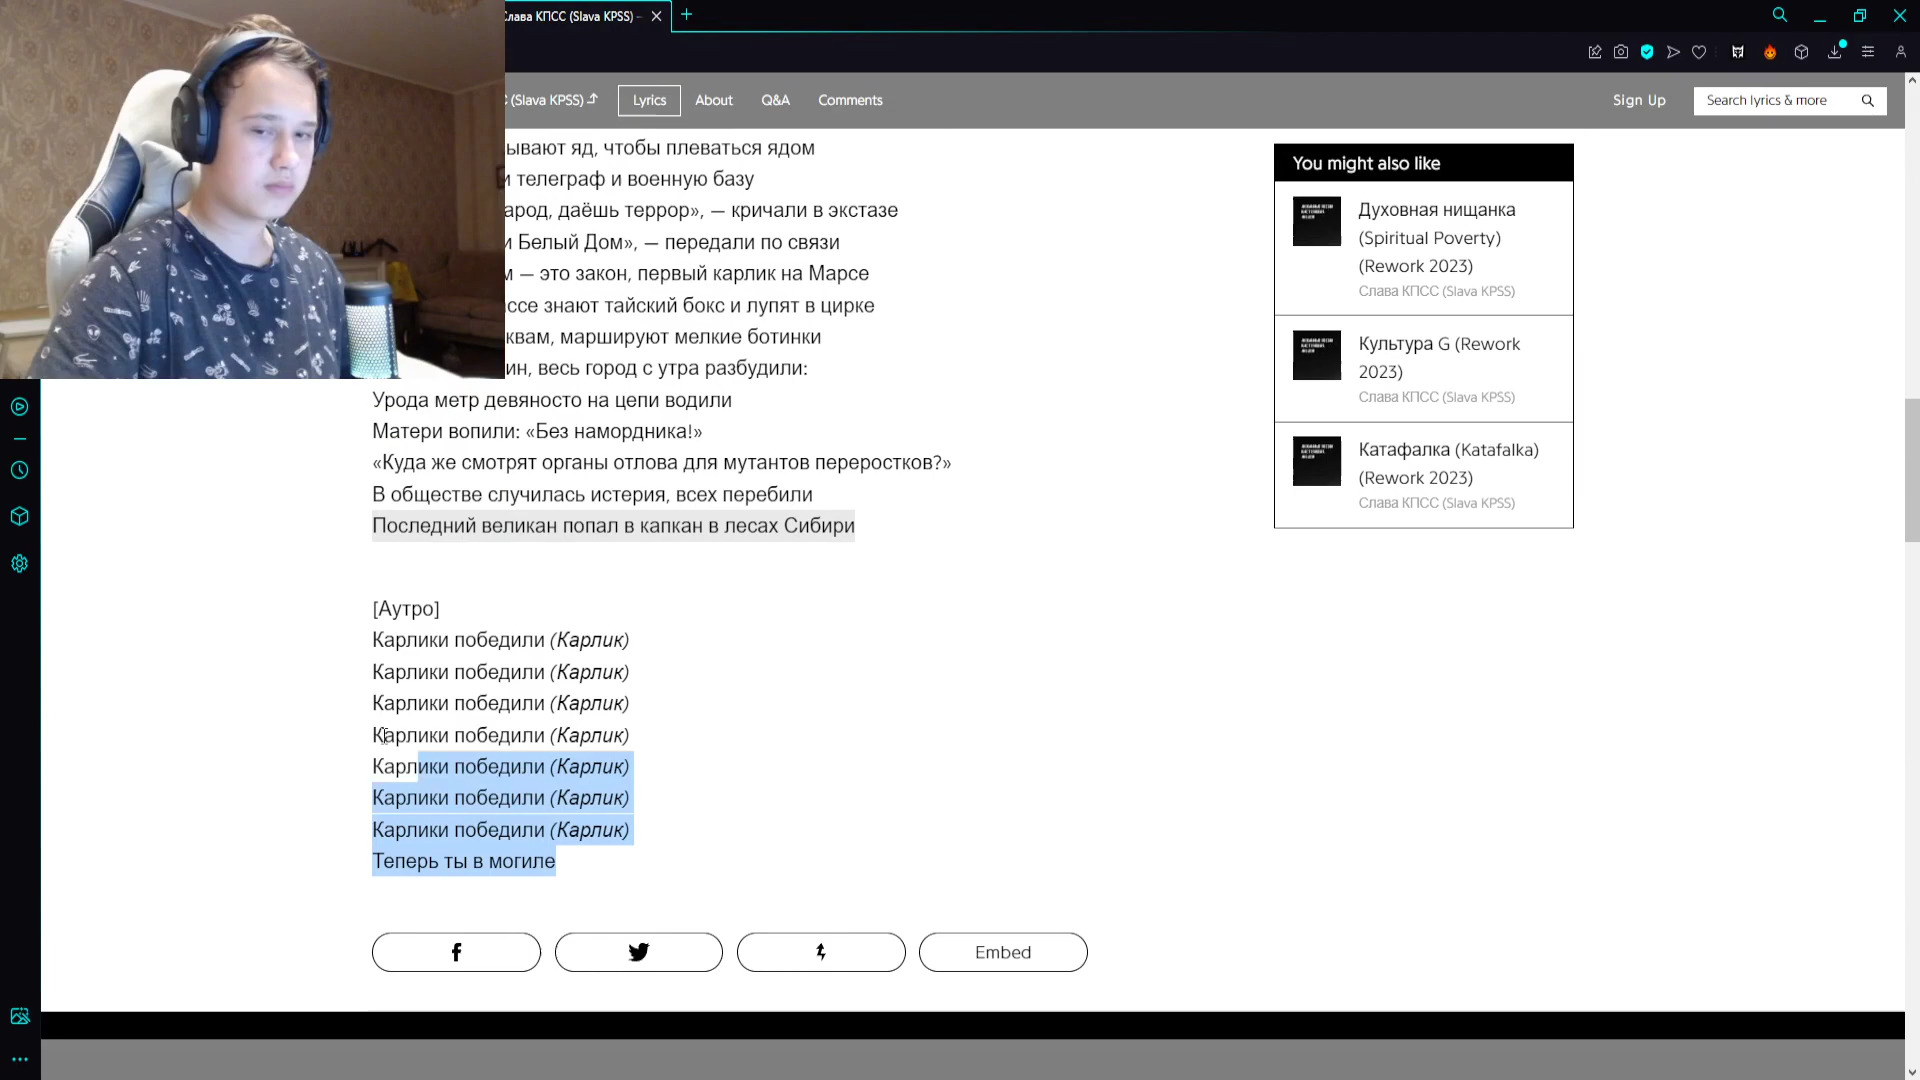 Слава КПСС (Slava KPSS) –
(Slava KPSS)
Lyrics
About
Q&A
Comments
Sign Up
Search lyrics & more
яд, чтобы плеваться ядом
и телеграф и военную базу
даёшь террор», — кричали в экстазе
и Белый Дом», — передали по связи
— это закон, первый карлик на Марсе
знают тайский бокс и лупят в цирке
маршируют мелкие ботинки
весь город с утра разбудили:
Урода метр девяносто на цепи водили
Матери вопили: «Без намордника!»
«Куда же смотрят органы отлова для мутантов переростков?»
В обществе случилась истерия, всех перебили
Последний великан попал в капкан в лесах Сибири
[Аутро]
Карлики победили (Карлик)
Карлики победили (Карлик)
Карлики победили (Карлик)
Карлики победили (Карлик)
Карлики победили (Карлик)
Карлики победили (Карлик)
Карлики победили (Карлик)
Теперь ты в могиле
Embed
You might also like
Духовная нищанка
(Spiritual Poverty)
(Rework 2023)
Слава КПСС (Slava KPSS)
Культура G (Rework
2023)
Слава КПСС (Slava KPSS)
Катафалка (Katafalka)
(Rework 2023)
Слава КПСС (Slava KPSS)